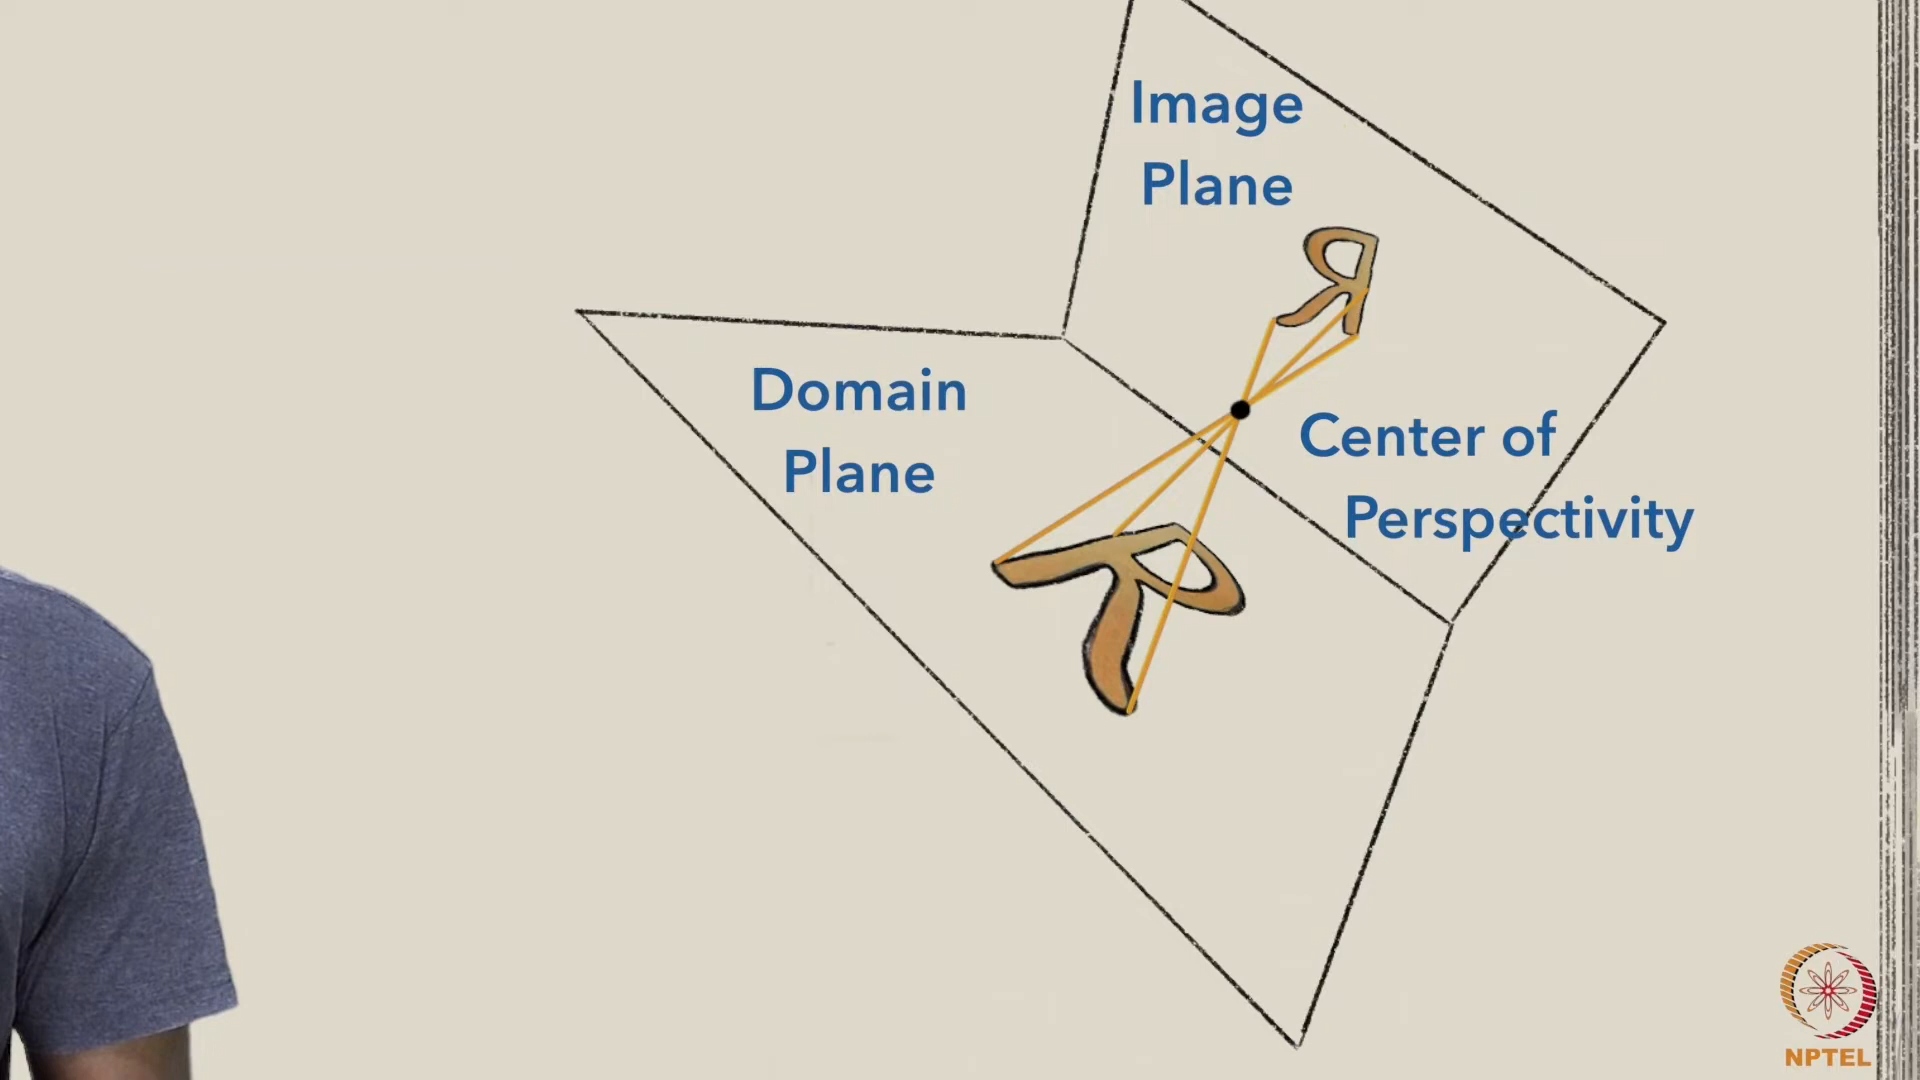 Image
Plane
Domain
Plane
Center of
Perspectivity
R
R
NPTEL